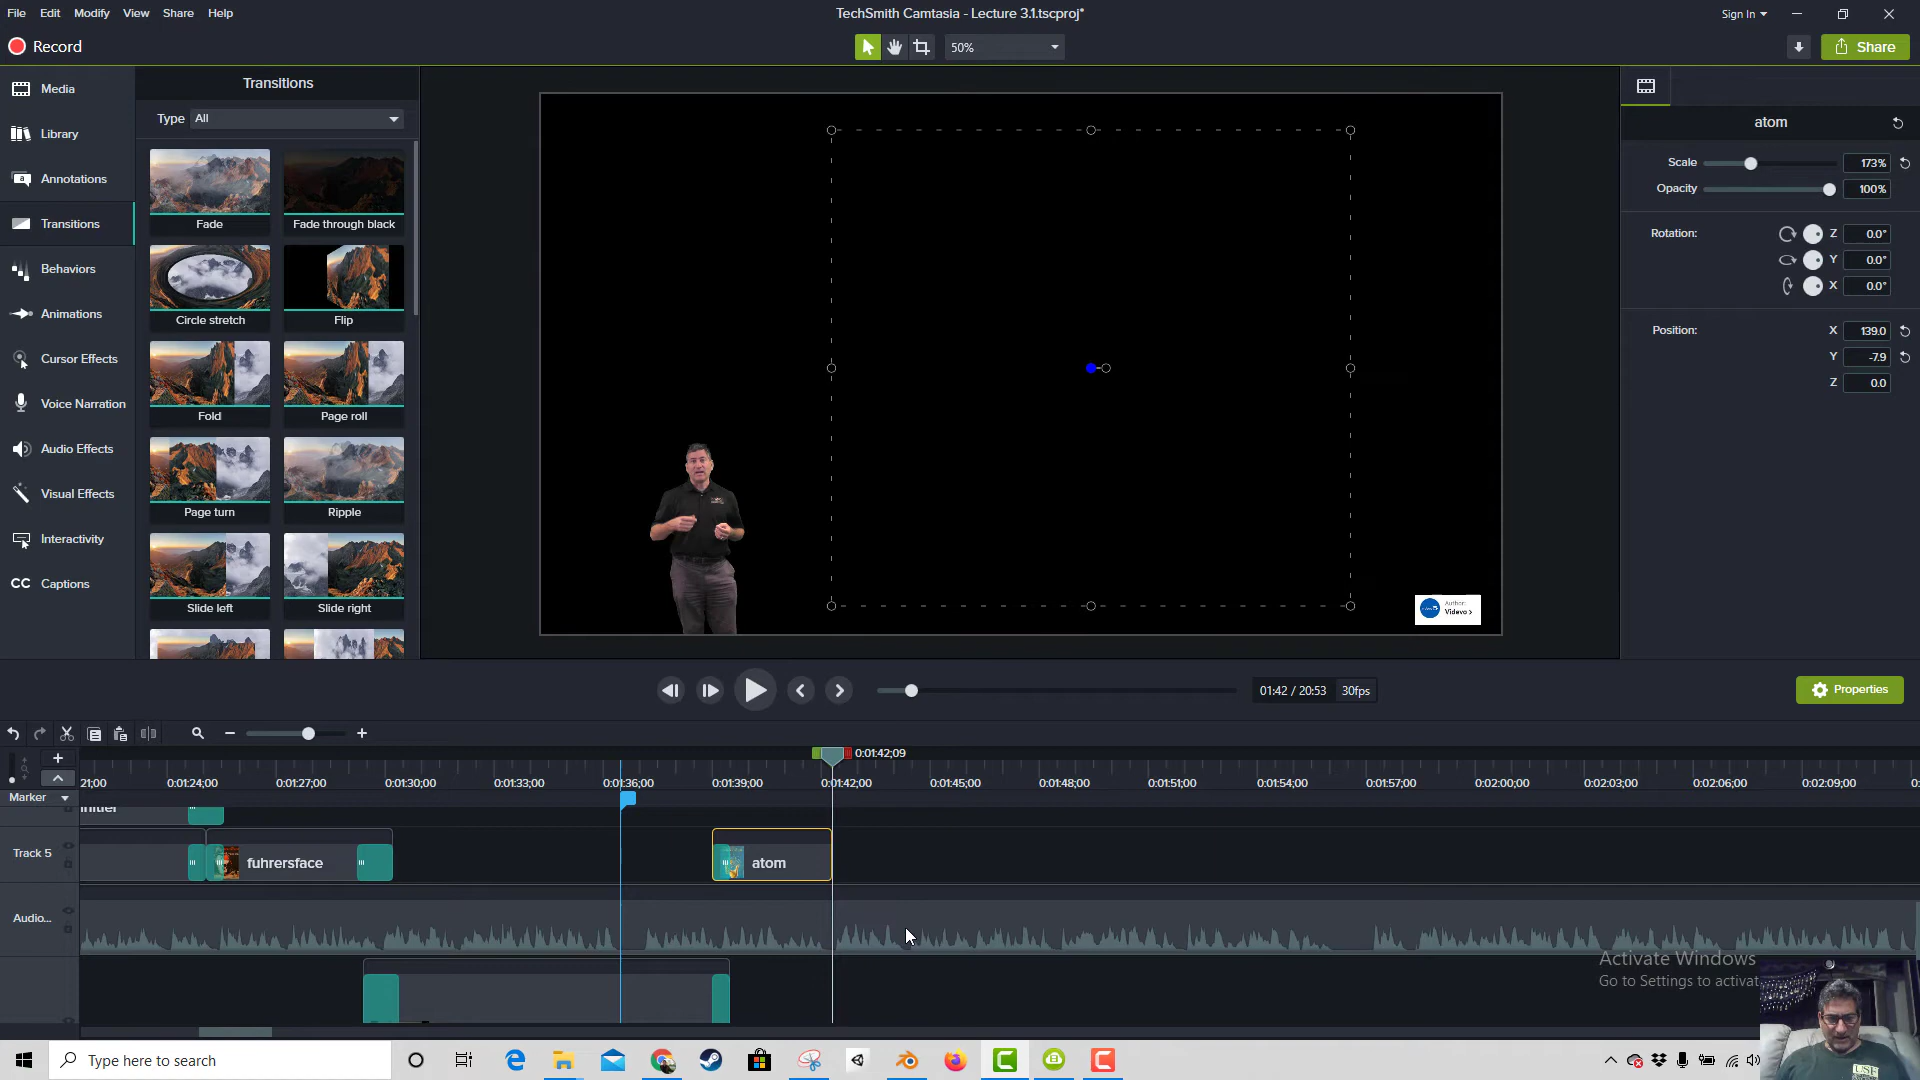 File Edit Modify View Share Help
TechSmith Camtasia - Lecture 3.1.tscproj*
Sign In
Record
50%
Share
Media
Library
Annotations
Transitions
Behaviors
Animations
Cursor Effects
Voice Narration
Audio Effects
Visual Effects
Interactivity
CC Captions
Transitions
Type All
Fade Fade through black
Circle stretch Flip
Fold Page roll
Page turn Ripple
Slide left Slide right
Author:
Videvo >
atom
Scale 173%
Opacity 100%
Rotation: Z 0.0°
Y 0.0°
X 0.0°
Position: X 139.0
Y -7.9
Z 0.0
01:42 / 20:53 30fps
Properties
0:01:42;09
21;00 0:01:24;00 0:01:27;00 0:01:30;00 0:01:33;00 0:01:36;00 0:01:39;00 0:01:42;00 0:01:45;00 0:01:48;00 0:01:51;00 0:01:54;00 0:01:57;00 0:02:00;00 0:02:03;00 0:02:06;00 0:02:09;00
Marker
Track 5
fuhrersface
atom
Audio...
Activate Windows
Go to Settings to activat
Type here to search
USF